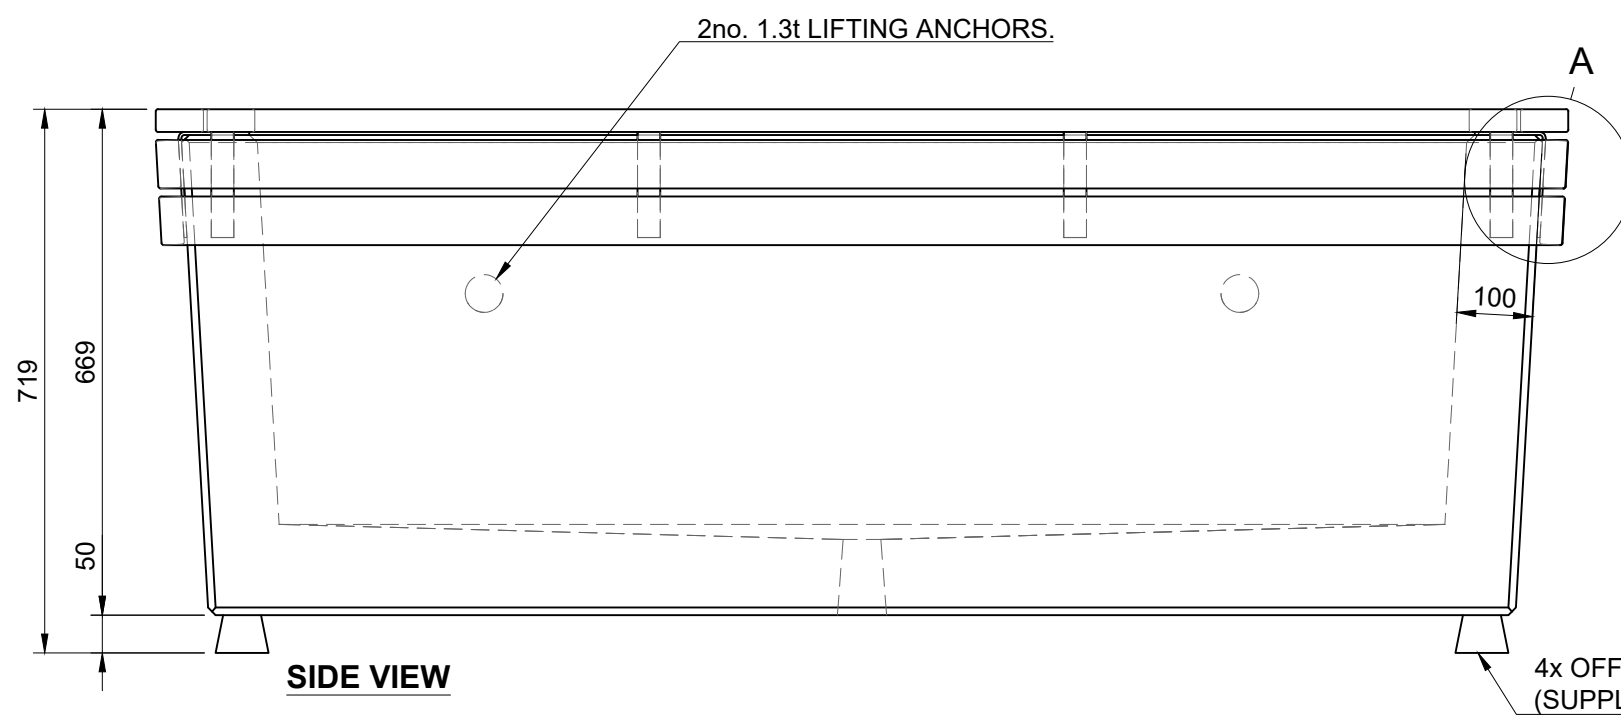 2no. 1.3t LIFTING ANCHORS.
A
100
719
669
50
SIDE VIEW
4x OFF
(SUPPL